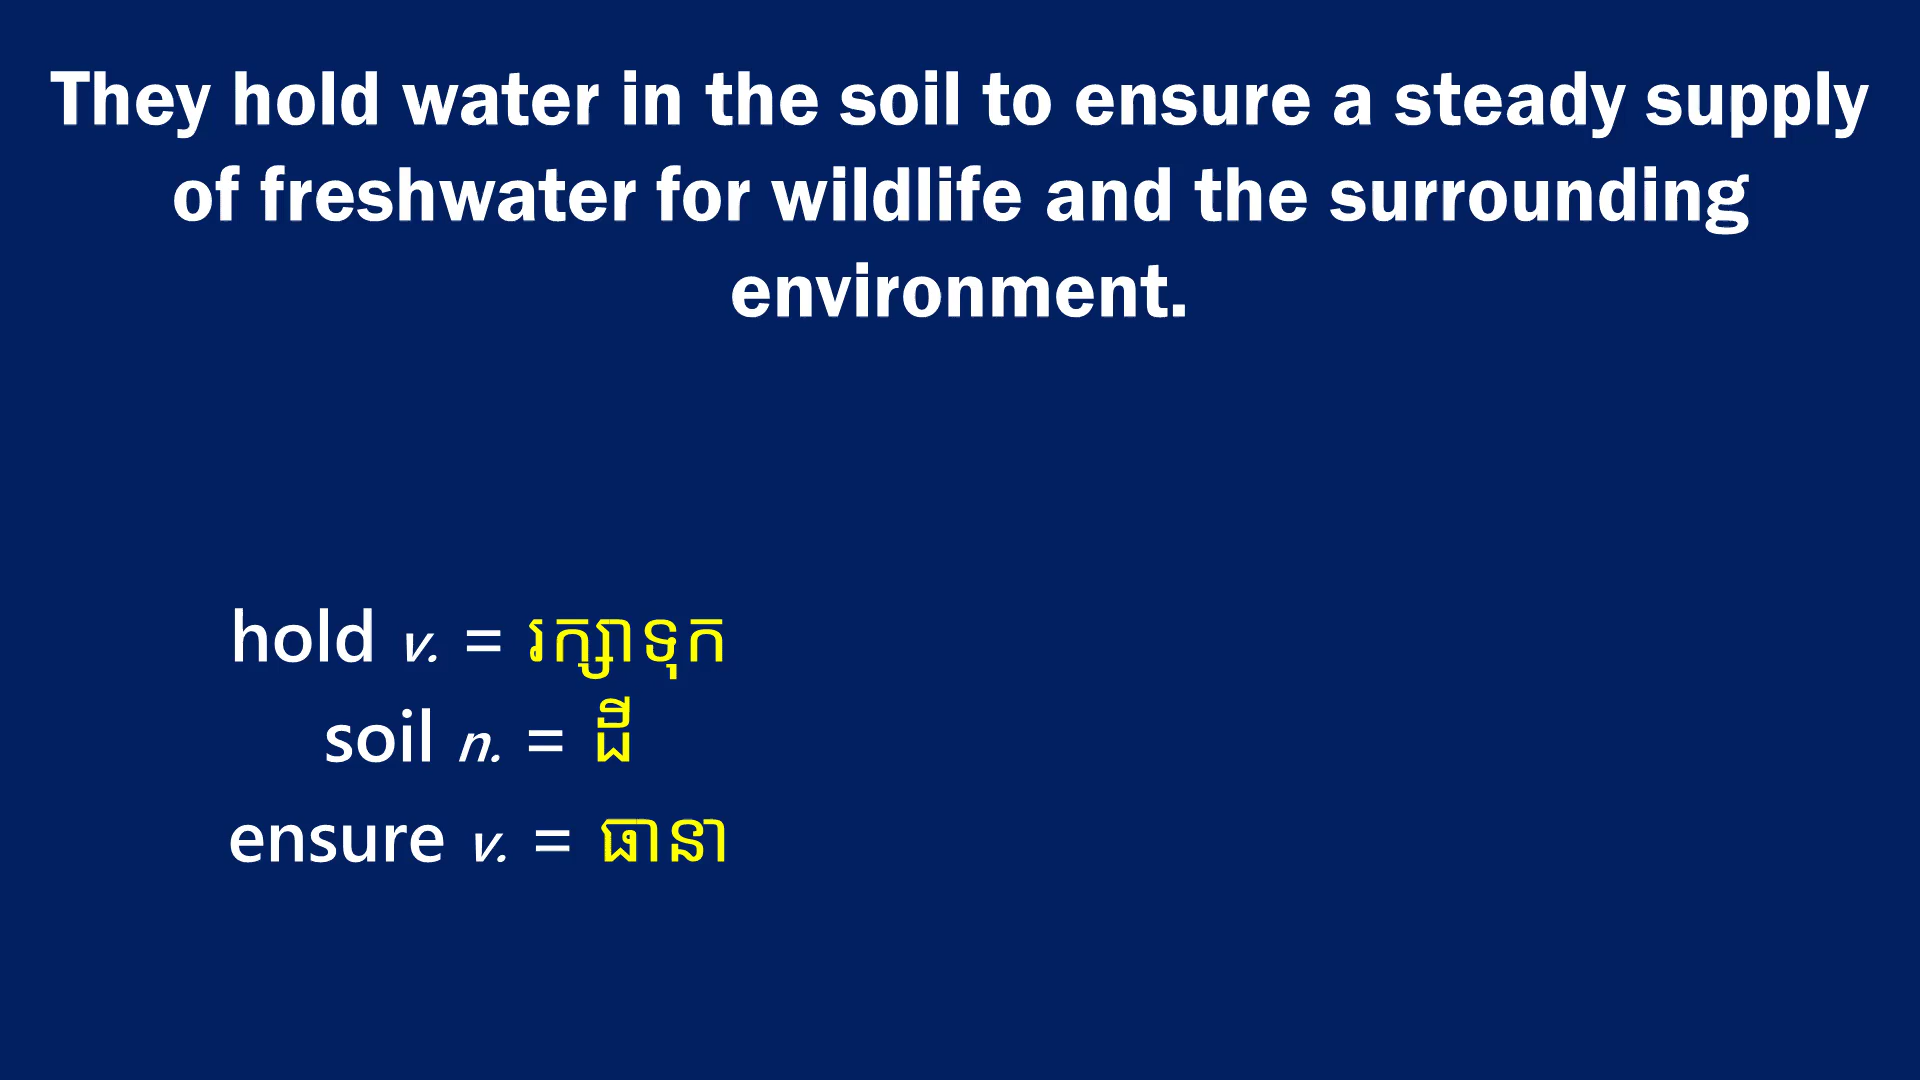 They hold water in the soil to ensure a steady supply
of freshwater for wildlife and the surrounding
environment.
hold v. = រក្សាទុក
soil n. = ដី
ensure v. = ធានា